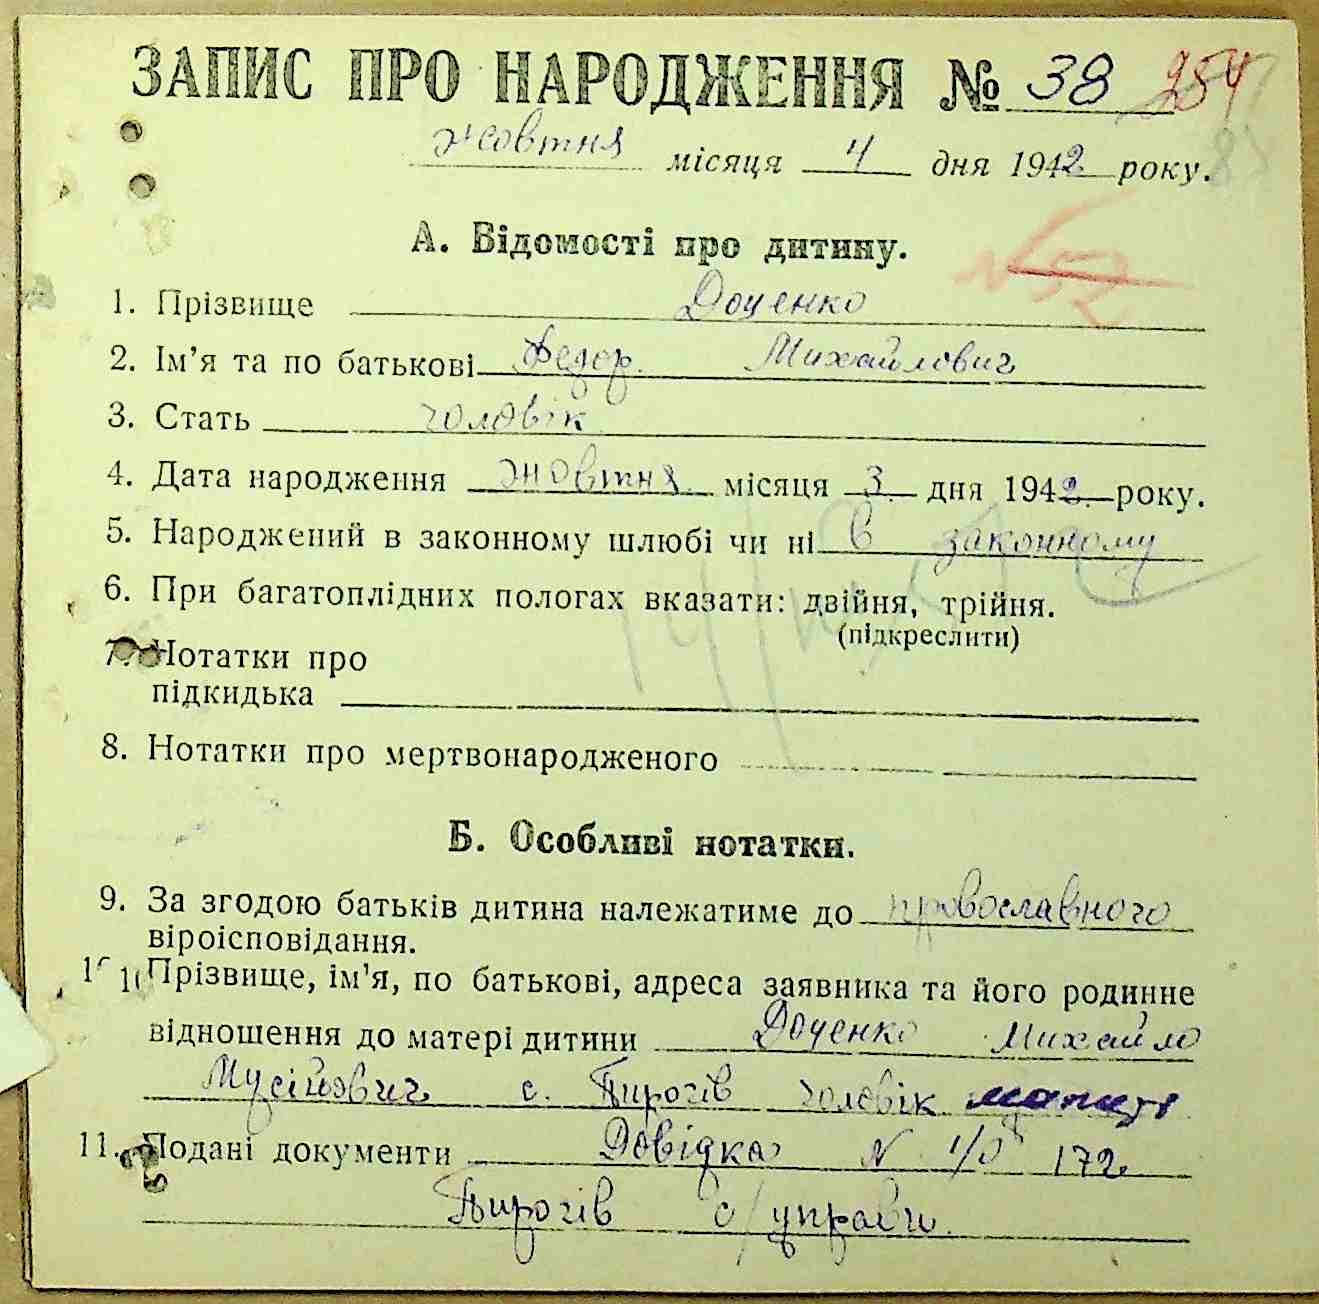 ЗАПИС ПРО НАРОДЖЕННЯ № 38 254
жовтня місяця 4 дня 1942 року.
А. Відомості про дитину.
N 52
1. Прізвище Доценко
2. Ім’я та по батькові Федор Михайлович
3. Стать чоловік
4. Дата народження жовтня місяця 3 дня 1942 року.
5. Народжений в законному шлюбі чи ні в законному
6. При багатоплідних пологах вказати: двійня, трійня.
(підкреслити)
7. Нотатки про
підкидька
8. Нотатки про мертвонародженого
Б. Особливі нотатки.
9. За згодою батьків дитина належатиме до провославного
віроісповідання.
10 Прізвище, ім’я, по батькові, адреса заявника та його родинне
відношення до матері дитини Доценко Михайло
Мусійович с. Пирогів чоловік матери
11. Подані документи Довідка N 172
Пирогів с/управи